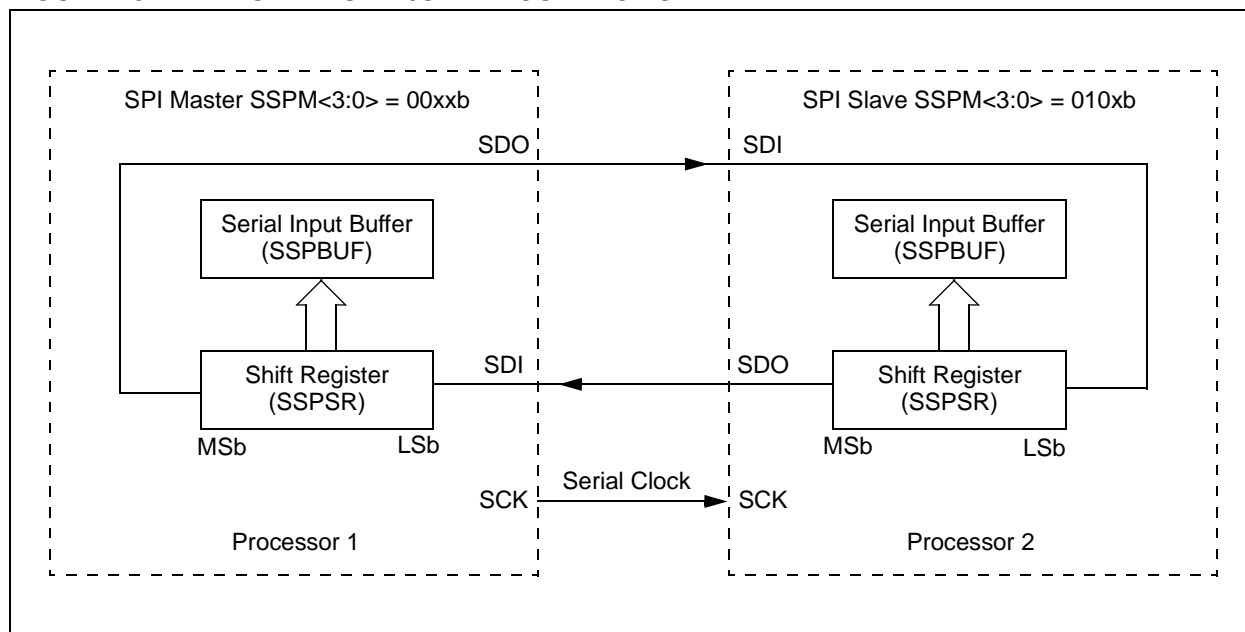 SPI Master SSPM<3:0> = 00xxb
SPI Slave SSPM<3:0> = 010xb
SDO
SDI
Serial Input Buffer
(SSPBUF)
Serial Input Buffer
(SSPBUF)
Shift Register
(SSPSR)
SDI
SDO
Shift Register
(SSPSR)
MSb
LSb
MSb
LSb
Serial Clock
SCK
SCK
Processor 1
Processor 2